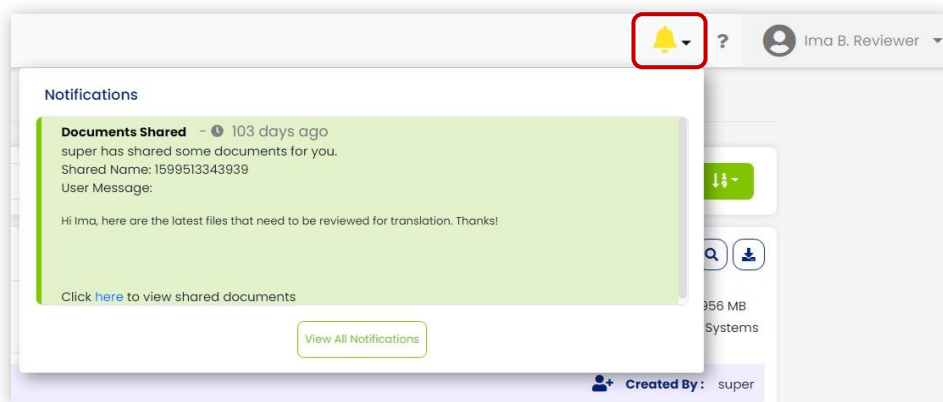 ? Ima B. Reviewer
Notifications
Documents Shared - 103 days ago
super has shared some documents for you.
Shared Name: 1599513343939
User Message:
Hi Ima, here are the latest files that need to be reviewed for translation. Thanks!
Click here to view shared documents
956 MB
Systems
View All Notifications
Created By : super